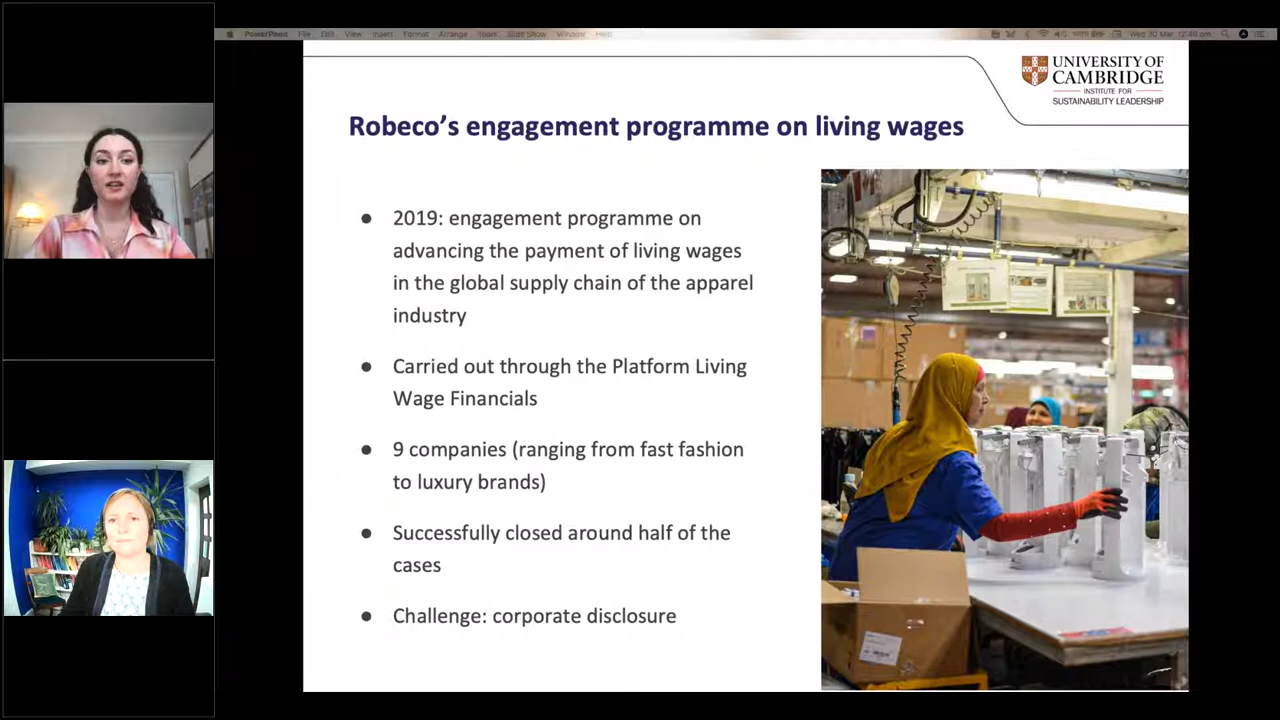 PowerPoint File Edit View Insert Format Arrange Tools Slide Show Window Help
Wed 30 Mar
UNIVERSITY OF
CAMBRIDGE
INSTITUTE FOR
SUSTAINABILITY LEADERSHIP
Robeco's engagement programme on living wages
● 2019: engagement programme on
advancing the payment of living wages
in the global supply chain of the apparel
industry
● Carried out through the Platform Living
Wage Financials
● 9 companies (ranging from fast fashion
to luxury brands)
● Successfully closed around half of the
cases
● Challenge: corporate disclosure